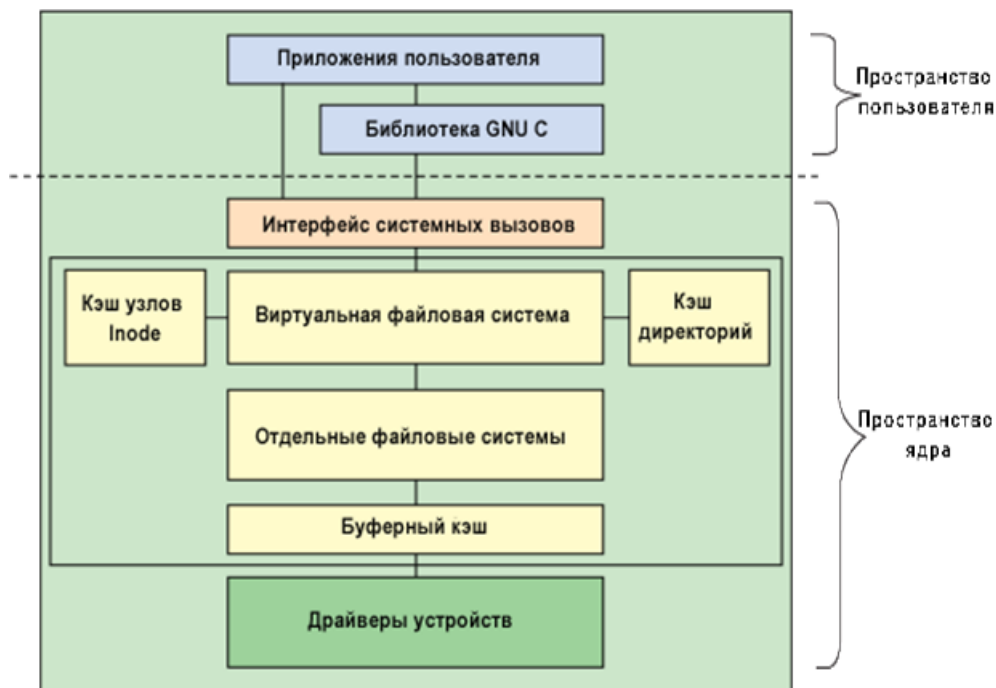 Приложения пользователя
Библиотека GNU C
Пространство
пользователя
Интерфейс системных вызовов
Кэш узлов
Inode
Виртуальная файловая система
Кэш
директорий
Отдельные файловые системы
Буферный кэш
Драйверы устройств
Пространство
ядра